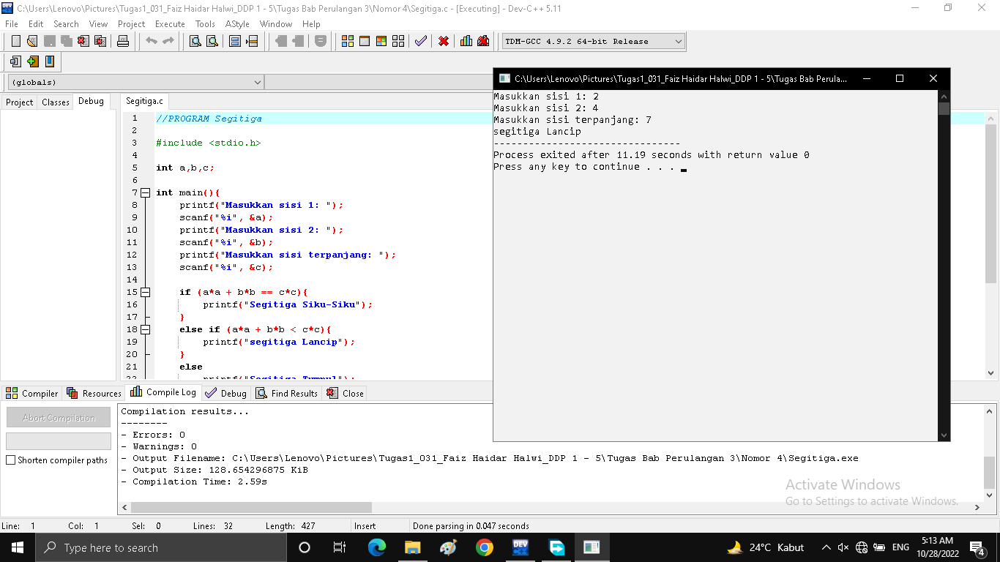 C:\Users\Lenovo\Pictures\Tugas1_031_Faiz Haidar Halwi_DDP 1 - 5\Tugas Bab Perulangan 3\Nomor 4\Segitiga.c - [Executing] - Dev-C++ 5.11
File Edit Search View Project Execute Tools AStyle Window Help
TDM-GCC 4.9.2 64-bit Release
(globals)
Project Classes Debug
Segitiga.c
1 //PROGRAM Segitiga
2
3 #include <stdio.h>
4
5 int a,b,c;
6
7 int main(){
8 printf("Masukkan sisi 1: ");
9 scanf("%i", &a);
10 printf("Masukkan sisi 2: ");
11 scanf("%i", &b);
12 printf("Masukkan sisi terpanjang: ");
13 scanf("%i", &c);
14
15 if (a*a + b*b == c*c){
16 printf("Segitiga Siku-Siku");
17 }
18 else if (a*a + b*b < c*c){
19 printf("segitiga Lancip");
20 }
21 else
22 printf("Segitiga Tumpul");
C:\Users\Lenovo\Pictures\Tugas1_031_Faiz Haidar Halwi_DDP 1 - 5\Tugas Bab Perula...
Masukkan sisi 1: 2
Masukkan sisi 2: 4
Masukkan sisi terpanjang: 7
segitiga Lancip
--------------------------------
Process exited after 11.19 seconds with return value 0
Press any key to continue . . .
Compiler Resources Compile Log Debug Find Results Close
Abort Compilation
Shorten compiler paths
Compilation results...
--------
- Errors: 0
- Warnings: 0
- Output Filename: C:\Users\Lenovo\Pictures\Tugas1_031_Faiz Haidar Halwi_DDP 1 - 5\Tugas Bab Perulangan 3\Nomor 4\Segitiga.exe
- Output Size: 128.654296875 KiB
- Compilation Time: 2.59s
Activate Windows
Go to Settings to activate Windows.
Line: 1 Col: 1 Sel: 0 Lines: 32 Length: 427 Insert Done parsing in 0.047 seconds
Type here to search
DEV
24°C Kabut
ENG
5:13 AM
10/28/2022
4